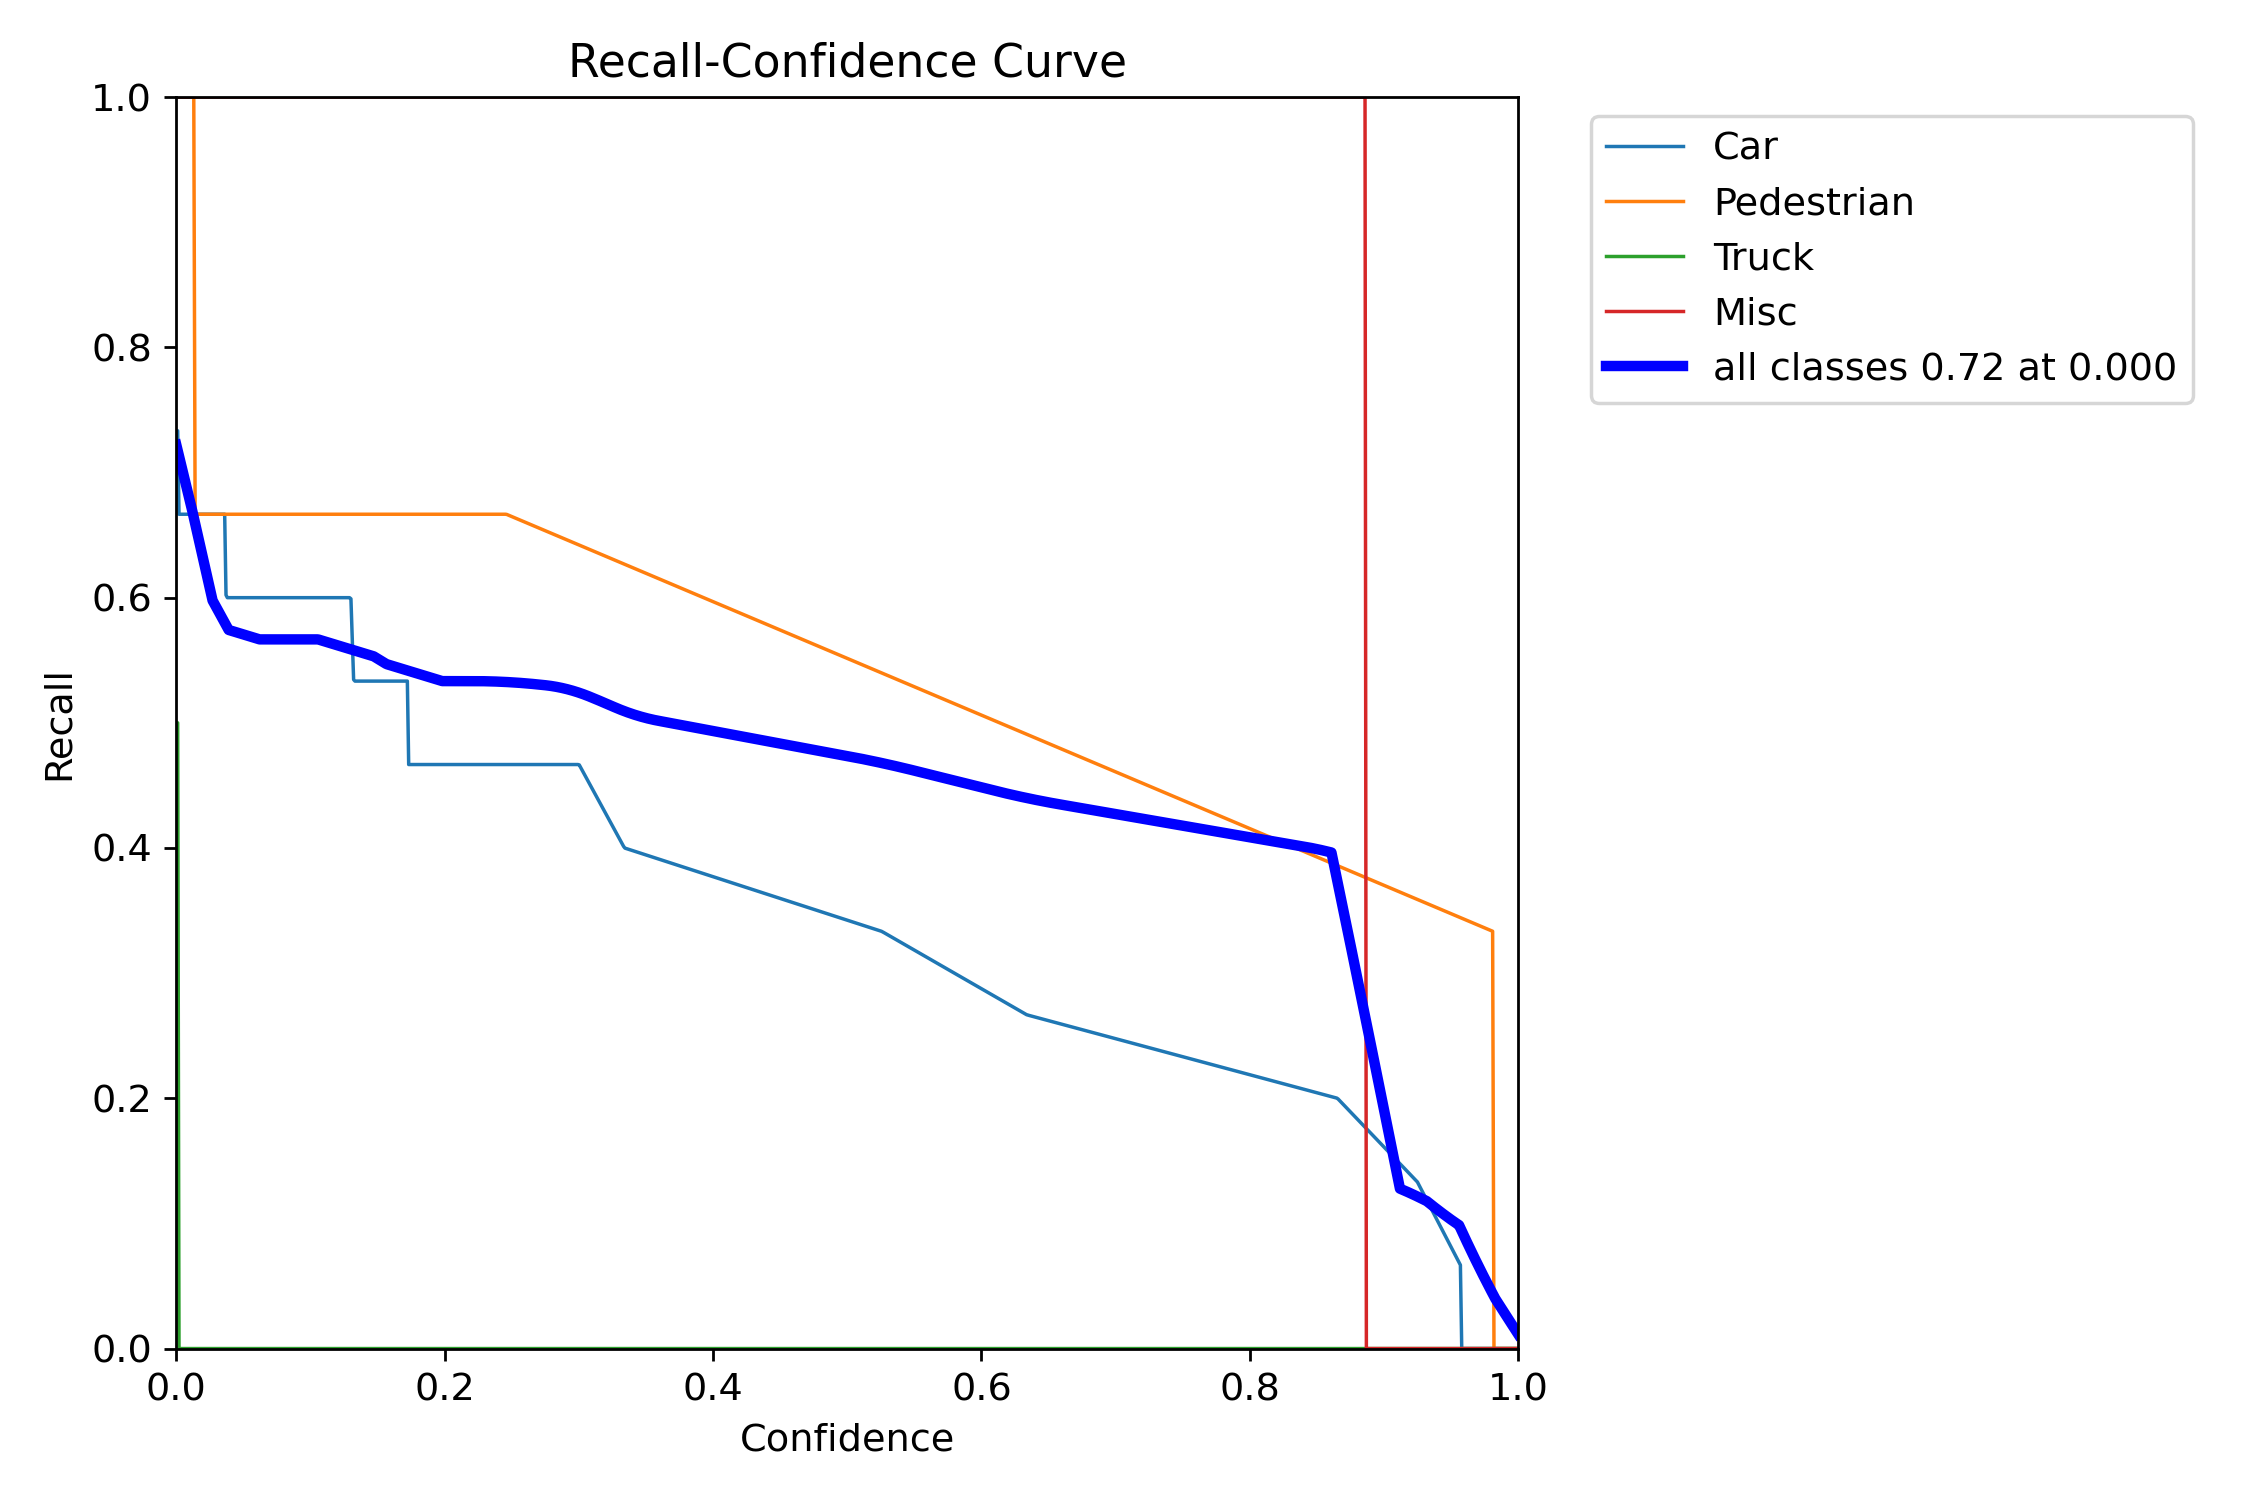 Recall-Confidence Curve
1.0
0.8
0.6
0.4
0.2
0.0
Recall
0.0 0.2 0.4 0.6 0.8 1.0
Confidence
Car
Pedestrian
Truck
Misc
all classes 0.72 at 0.000